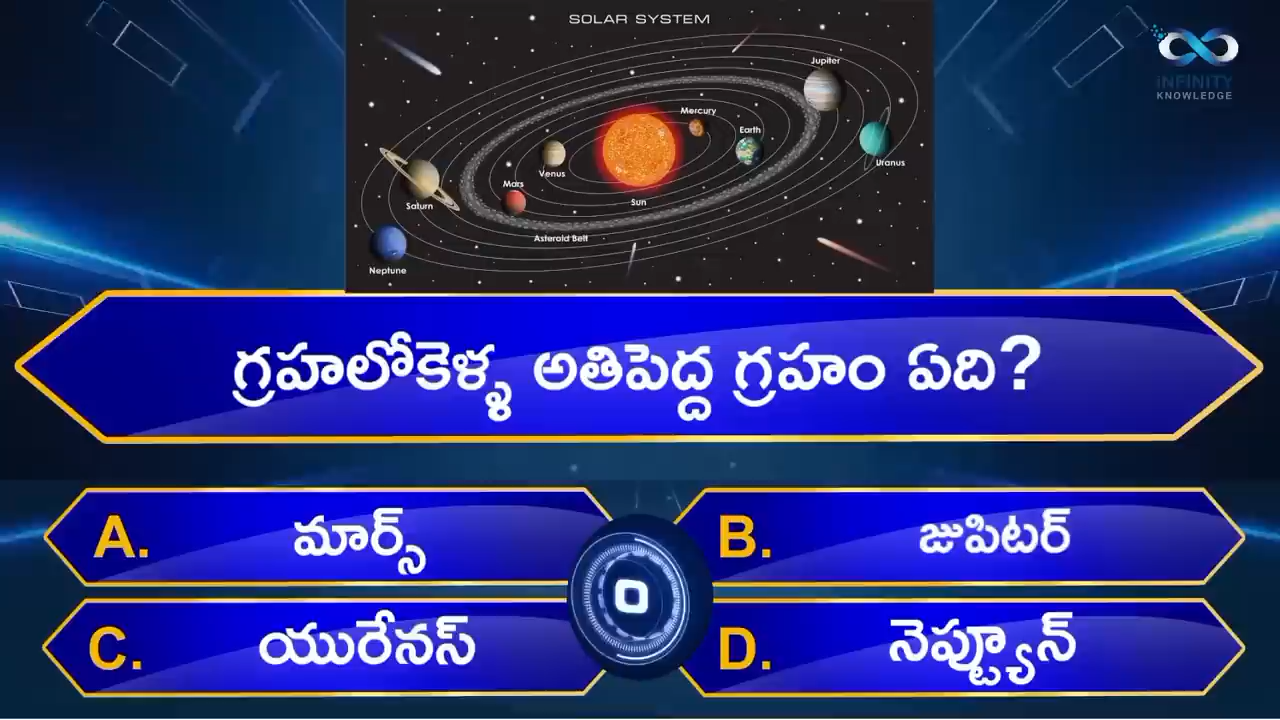 SOLAR SYSTEM
Jupiter
Mercury
Earth
Uranus
Venus
Mars
Sun
Saturn
Asteroid Belt
Neptune
INFINITY
KNOWLEDGE
గ్రహలోకెళ్ళ అతిపెద్ద గ్రహం ఏది?
A. మార్స్
B. జుపిటర్
0
C. యురేనస్
D. నెప్ట్యూన్